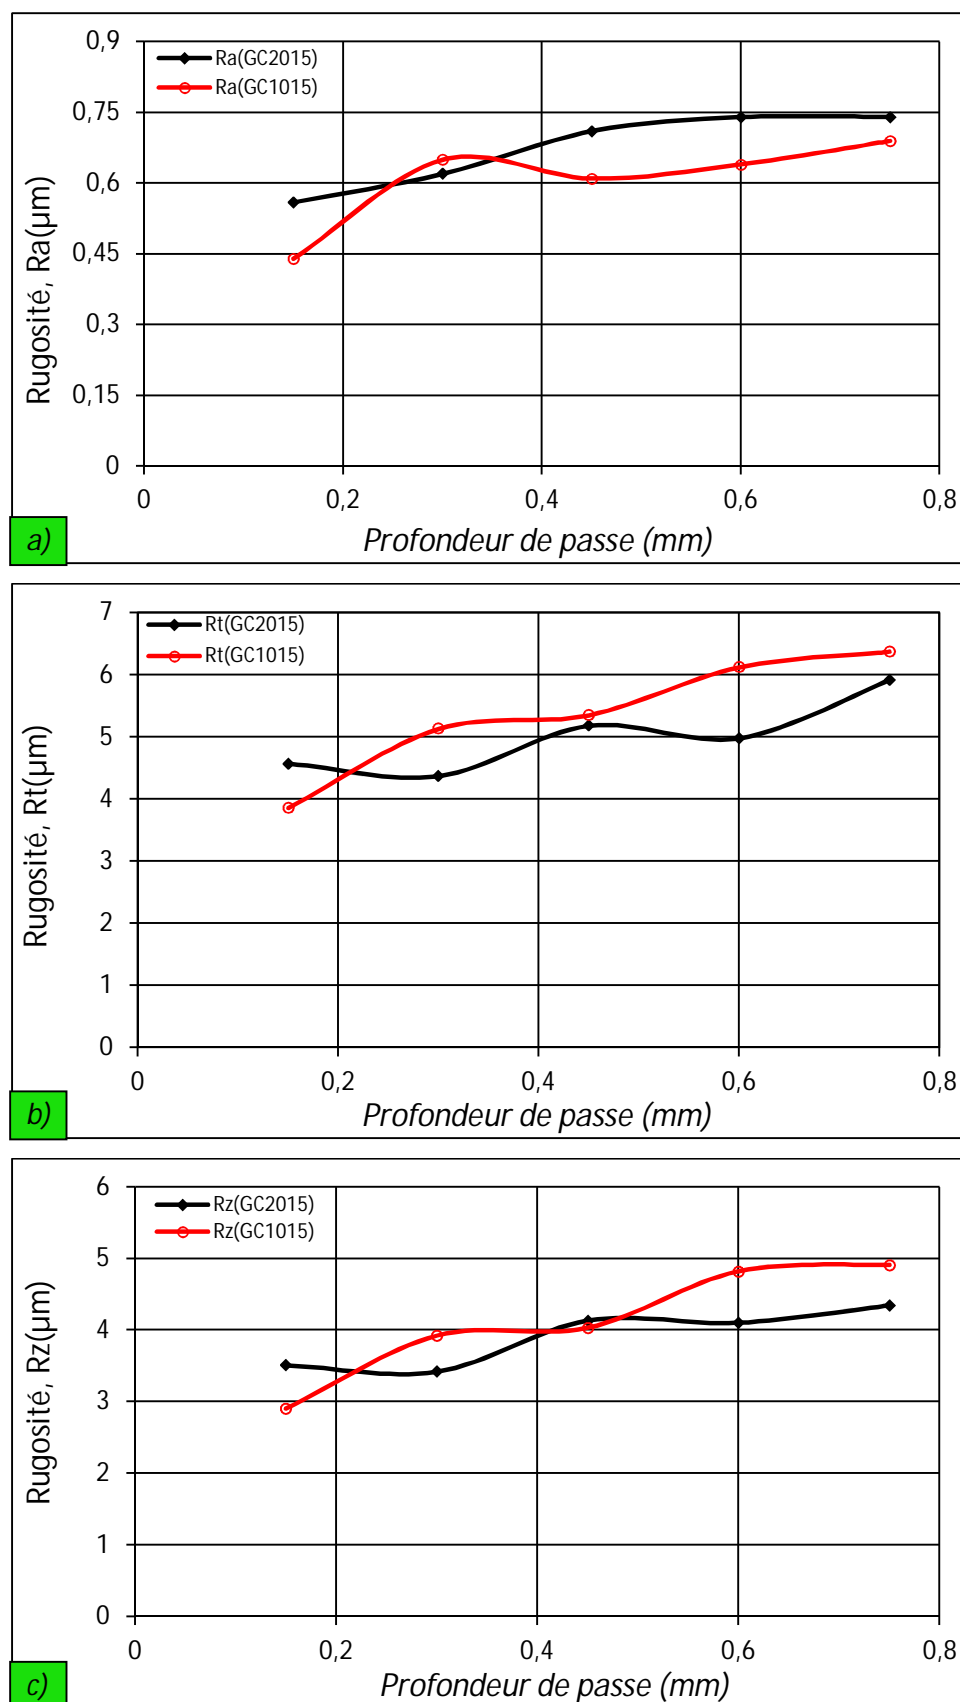 0,9
Ra(GC2015)
Ra(GC1015)
0,75
0,6
0,45
0,3
0,15
0
Rugosité, Ra(µm)
0 0,2 0,4 0,6 0,8
Profondeur de passe (mm)
a)
7
Rt(GC2015)
Rt(GC1015)
6
5
4
3
2
1
0
Rugosité, Rt(µm)
0 0,2 0,4 0,6 0,8
Profondeur de passe (mm)
b)
6
Rz(GC2015)
Rz(GC1015)
5
4
3
2
1
0
Rugosité, Rz(µm)
0 0,2 0,4 0,6 0,8
Profondeur de passe (mm)
c)